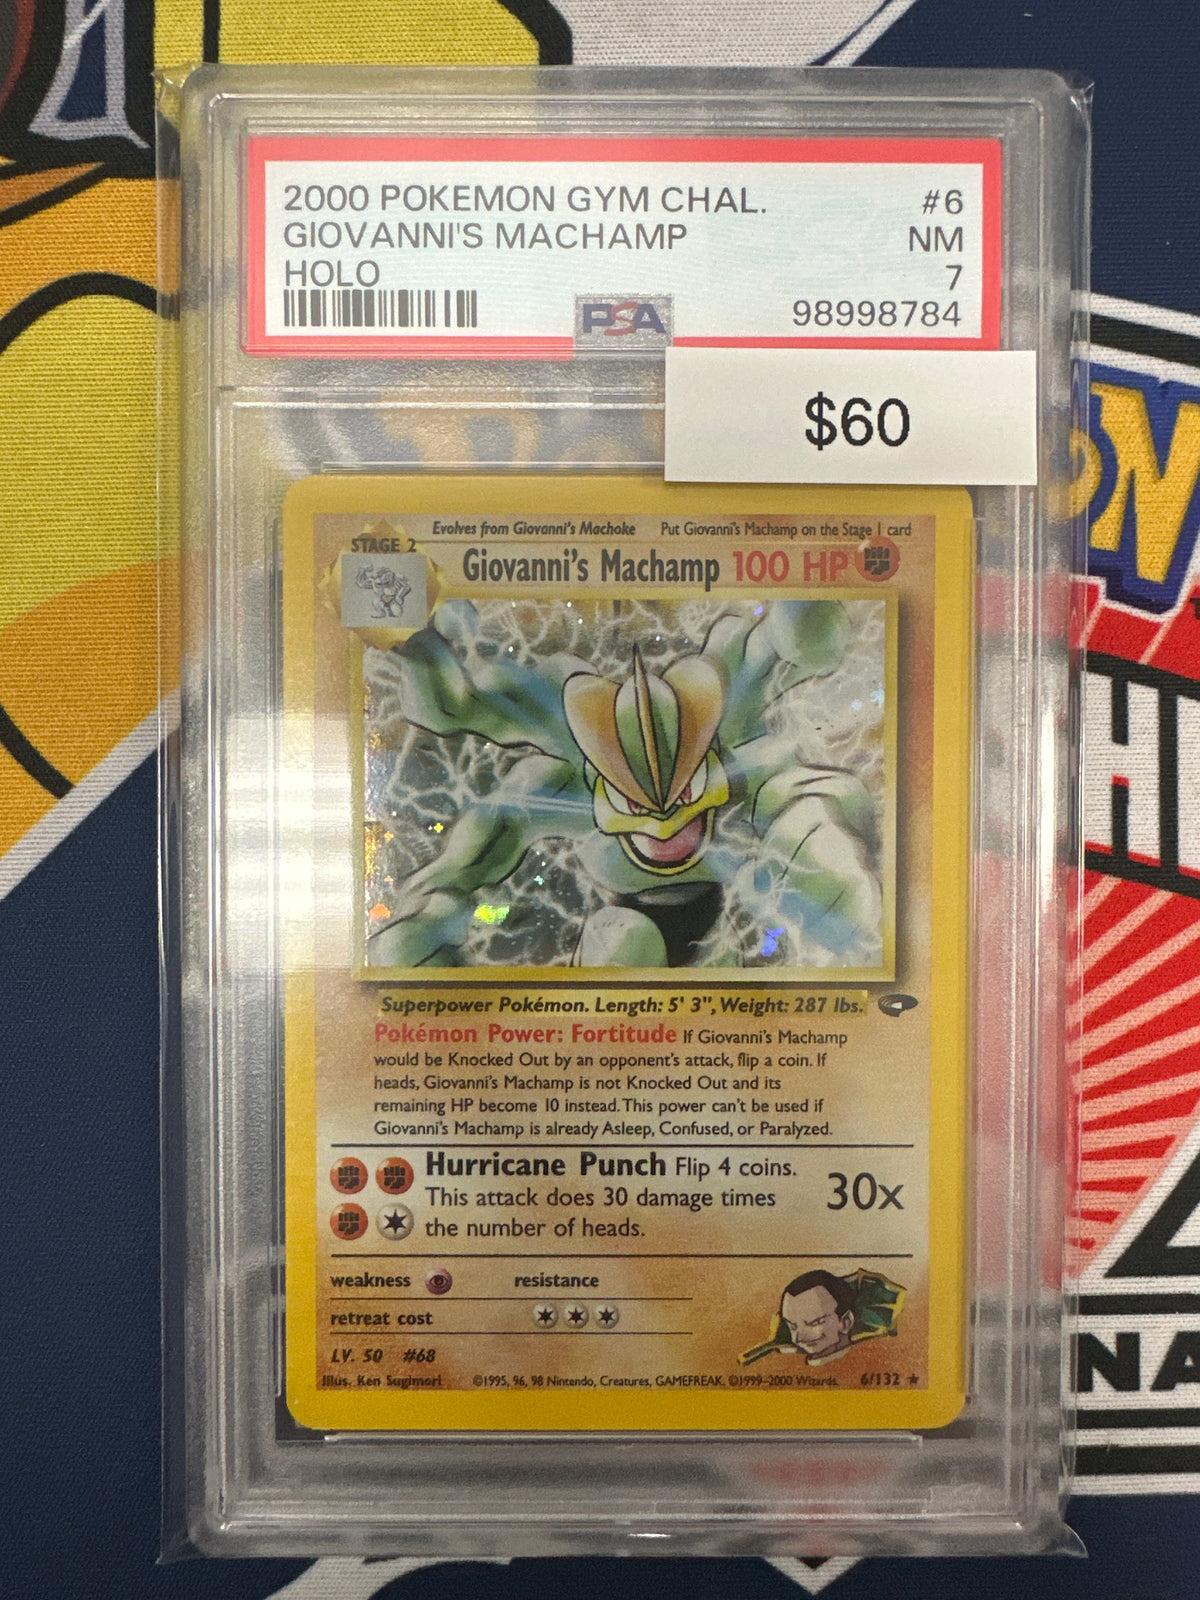 2000 POKEMON GYM CHAL. #6
GIOVANNI'S MACHAMP NM
HOLO 7
98998784
PSA
$60
Evolves from Giovanni's Machoke Put Giovanni's Machamp on the Stage 1 card
STAGE 2
Giovanni's Machamp 100 HP
Superpower Pokémon. Length: 5' 3", Weight: 287 lbs.
Pokémon Power: Fortitude If Giovanni's Machamp
would be Knocked Out by an opponent's attack, flip a coin. If
heads, Giovanni's Machamp is not Knocked Out and its
remaining HP become 10 instead. This power can't be used if
Giovanni's Machamp is already Asleep, Confused, or Paralyzed.
Hurricane Punch Flip 4 coins.
This attack does 30 damage times
the number of heads.
30x
weakness resistance
retreat cost
LV. 50 #68
Illus. Ken Sugimori ©1995, 96, 98 Nintendo, Creatures, GAMEFREAK. ©1999-2000 Wizards. 6/132 ★
ON
H
NA